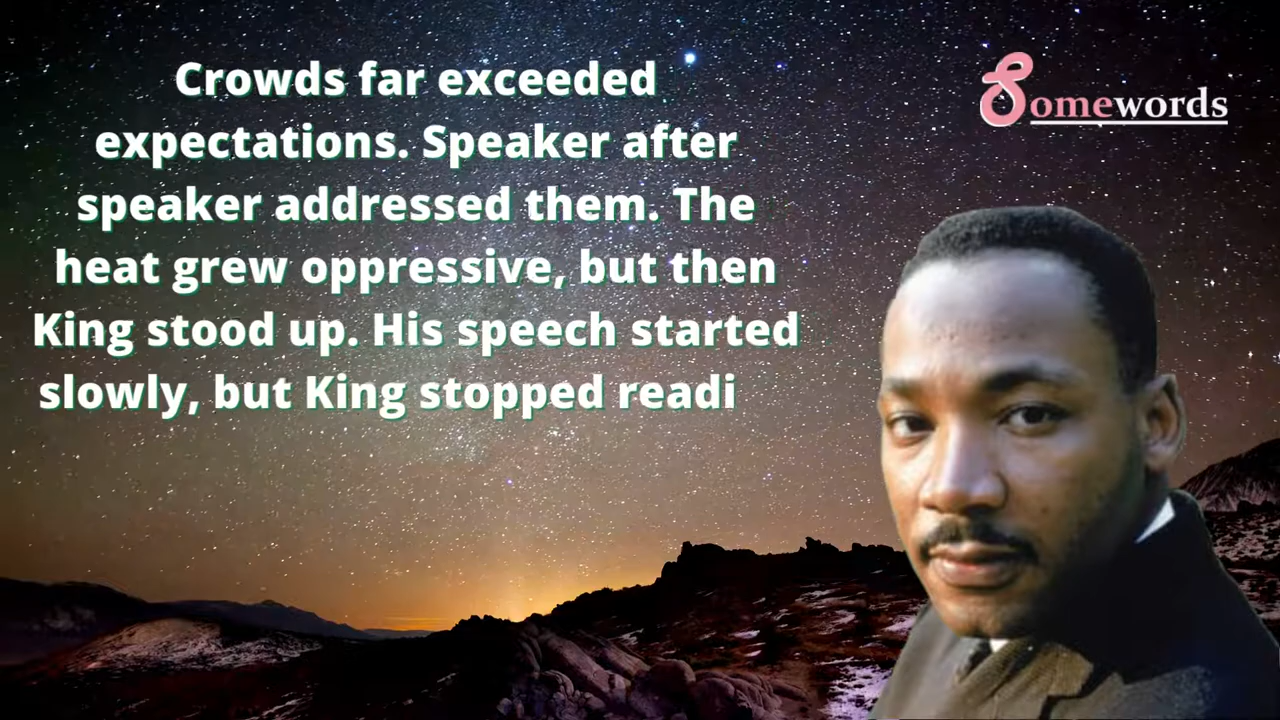 Crowds far exceeded
expectations. Speaker after
speaker addressed them. The
heat grew oppressive, but then
King stood up. His speech started
slowly, but King stopped readi
Somewords